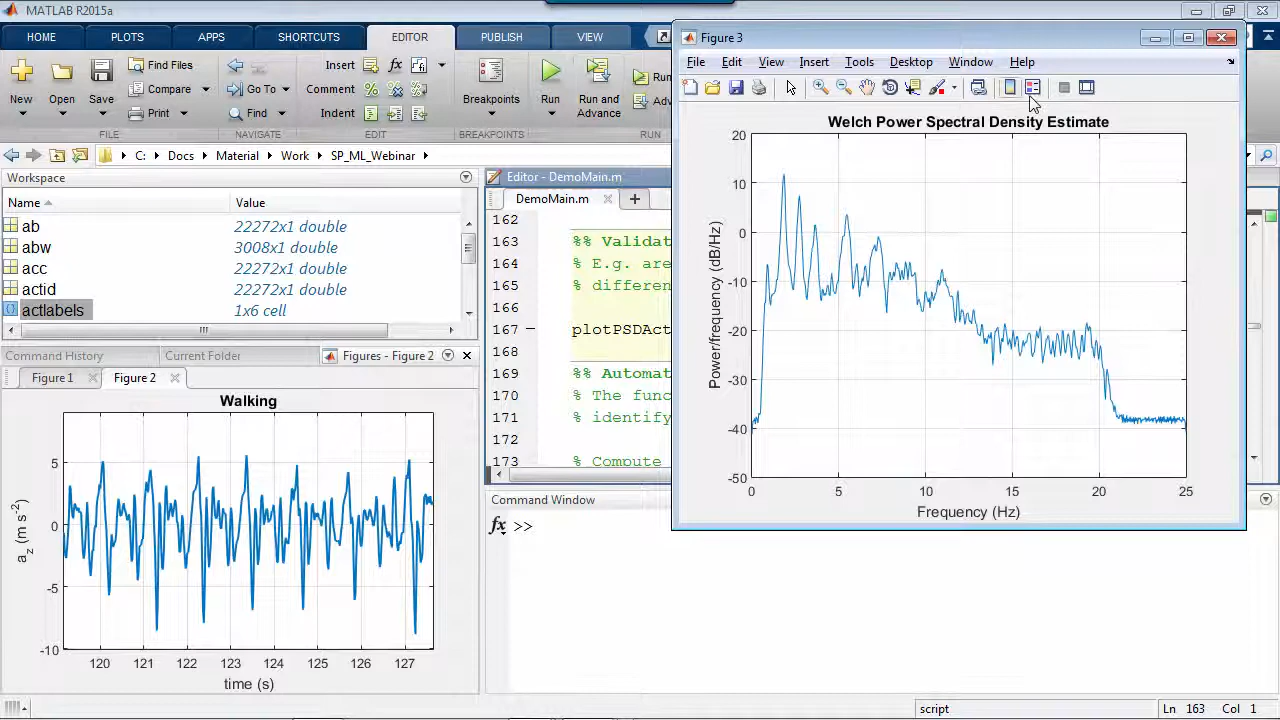 MATLAB R2015a
HOME PLOTS APPS SHORTCUTS EDITOR PUBLISH VIEW
New Open Save Find Files Compare Print
Go To Find
Insert fx Comment % Indent
Breakpoints Run Run and Advance
FILE NAVIGATE EDIT BREAKPOINTS RUN
C: Docs Material Work SP_ML_Webinar
Workspace
Name Value
ab 22272x1 double
abw 3008x1 double
acc 22272x1 double
actid 22272x1 double
actlabels 1x6 cell
Command History Current Folder Figures - Figure 2
Figure 1 Figure 2
Walking
5
0
-5
-10
a_z (m s^-2)
120 121 122 123 124 125 126 127
time (s)
Editor - DemoMain.m
DemoMain.m
162
163 %% Validat
164 % E.g. are
165 % differen
166
167 plotPSDAct
168
169 %% Automat
170 % The func
171 % identify
172
173 % Compute
Command Window
fx >>
Figure 3
File Edit View Insert Tools Desktop Window Help
Welch Power Spectral Density Estimate
20
10
0
-10
-20
-30
-40
-50
Power/frequency (dB/Hz)
0 5 10 15 20 25
Frequency (Hz)
script Ln 163 Col 1